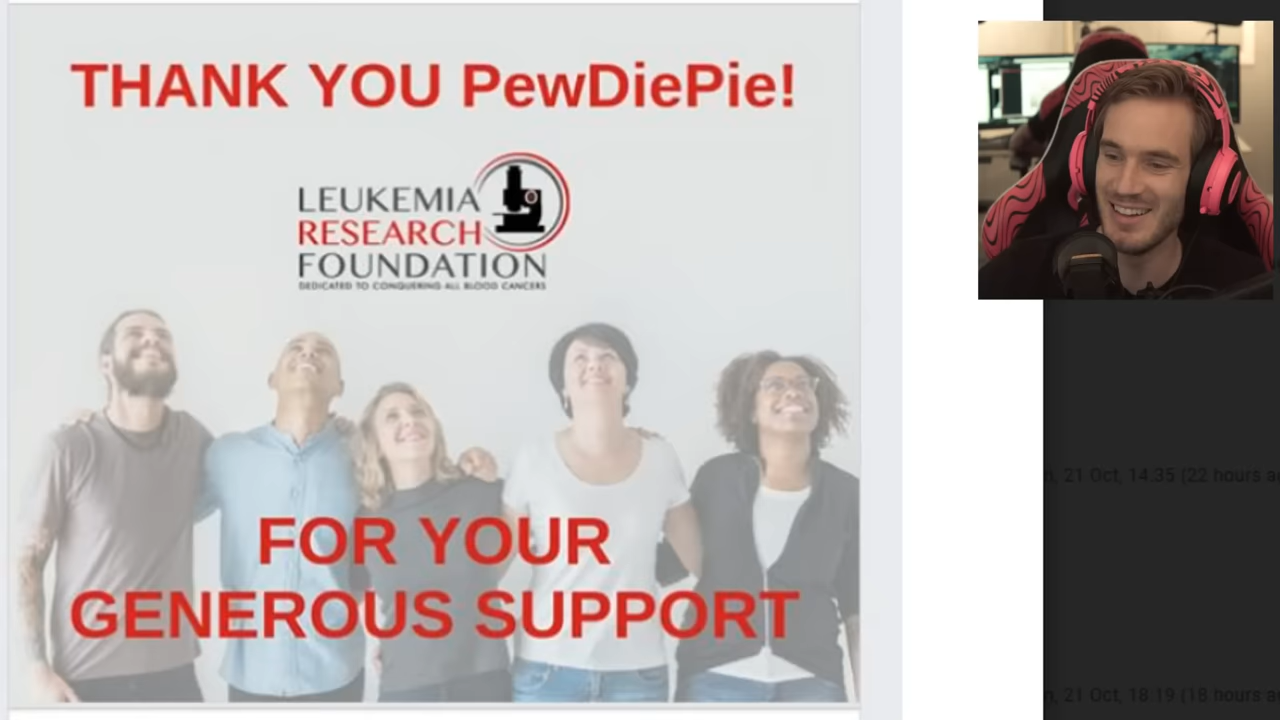 THANK YOU PewDiePie!
LEUKEMIA
RESEARCH
FOUNDATION
DEDICATED TO CONQUERING ALL BLOOD CANCERS
FOR YOUR
GENEROUS SUPPORT
21 Oct, 14:35 (22 hours
21 Oct, 18:19 (18 hours